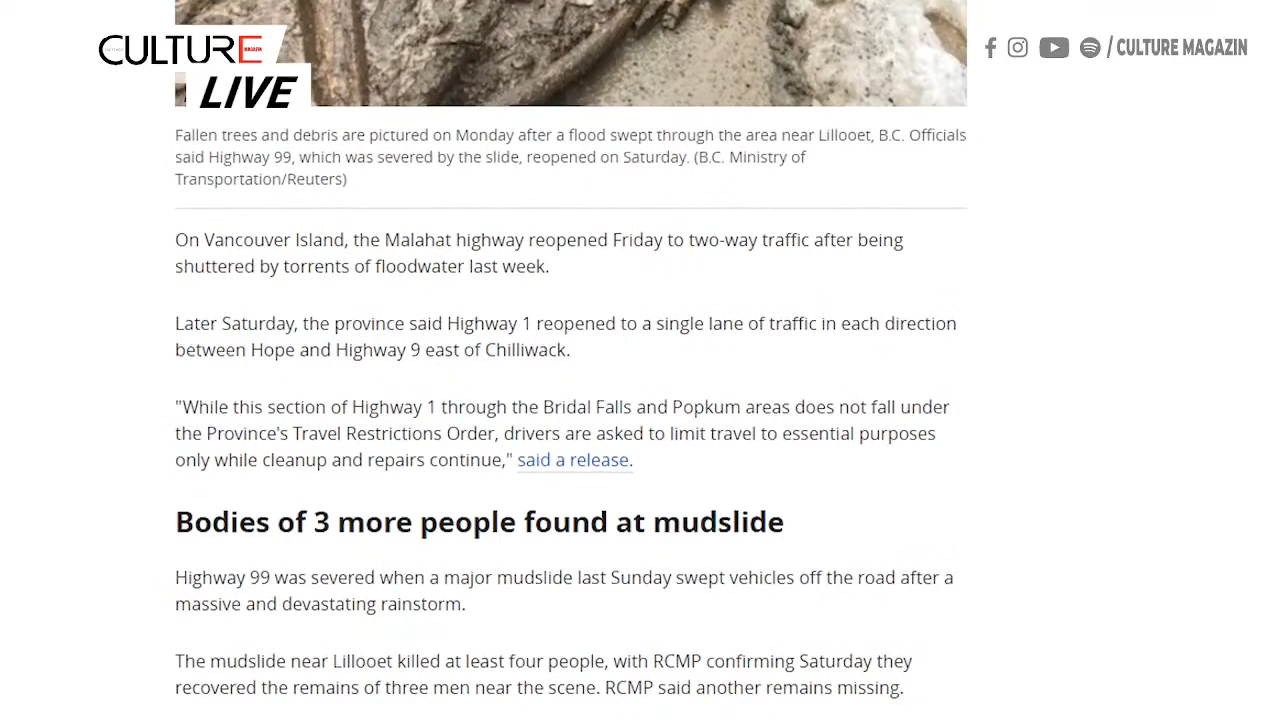 CULTURE
MAGAZIN
LIVE
/ CULTURE MAGAZIN
Fallen trees and debris are pictured on Monday after a flood swept through the area near Lillooet, B.C. Officials
said Highway 99, which was severed by the slide, reopened on Saturday. (B.C. Ministry of
Transportation/Reuters)
On Vancouver Island, the Malahat highway reopened Friday to two-way traffic after being
shuttered by torrents of floodwater last week.
Later Saturday, the province said Highway 1 reopened to a single lane of traffic in each direction
between Hope and Highway 9 east of Chilliwack.
"While this section of Highway 1 through the Bridal Falls and Popkum areas does not fall under
the Province's Travel Restrictions Order, drivers are asked to limit travel to essential purposes
only while cleanup and repairs continue," said a release.
Bodies of 3 more people found at mudslide
Highway 99 was severed when a major mudslide last Sunday swept vehicles off the road after a
massive and devastating rainstorm.
The mudslide near Lillooet killed at least four people, with RCMP confirming Saturday they
recovered the remains of three men near the scene. RCMP said another remains missing.